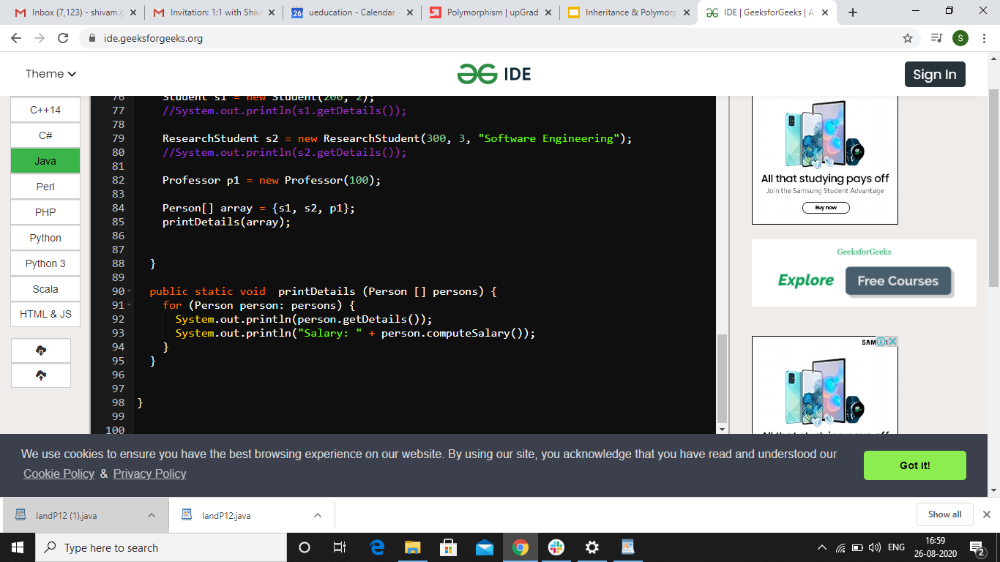 Inbox (7,123) - shivam.g
Invitation: 1:1 with Shiva
ueducation - Calendar -
Polymorphism | upGrad
Inheritance & Polymorp
IDE | GeeksforGeeks | A
ide.geeksforgeeks.org
S
Theme
IDE
Sign In
C++14
C#
Java
Perl
PHP
Python
Python 3
Scala
HTML & JS
76 Student s1 = new Student(200, 2);
77 //System.out.println(s1.getDetails());
78
79 ResearchStudent s2 = new ResearchStudent(300, 3, "Software Engineering");
80 //System.out.println(s2.getDetails());
81
82 Professor p1 = new Professor(100);
83
84 Person[] array = {s1, s2, p1};
85 printDetails(array);
86
87
88 }
89
90 public static void  printDetails (Person [] persons) {
91 for (Person person: persons) {
92 System.out.println(person.getDetails());
93 System.out.println("Salary: " + person.computeSalary());
94 }
95 }
96
97
98 }
99
100
All that studying pays off
Join the Samsung Student Advantage
Buy now
GeeksforGeeks
Explore Free Courses
SAM
All that studying pays off
We use cookies to ensure you have the best browsing experience on our website. By using our site, you acknowledge that you have read and understood our
Cookie Policy & Privacy Policy
Got it!
IandP12 (1).java
IandP12.java
Show all
Type here to search
ENG
16:59
26-08-2020
2